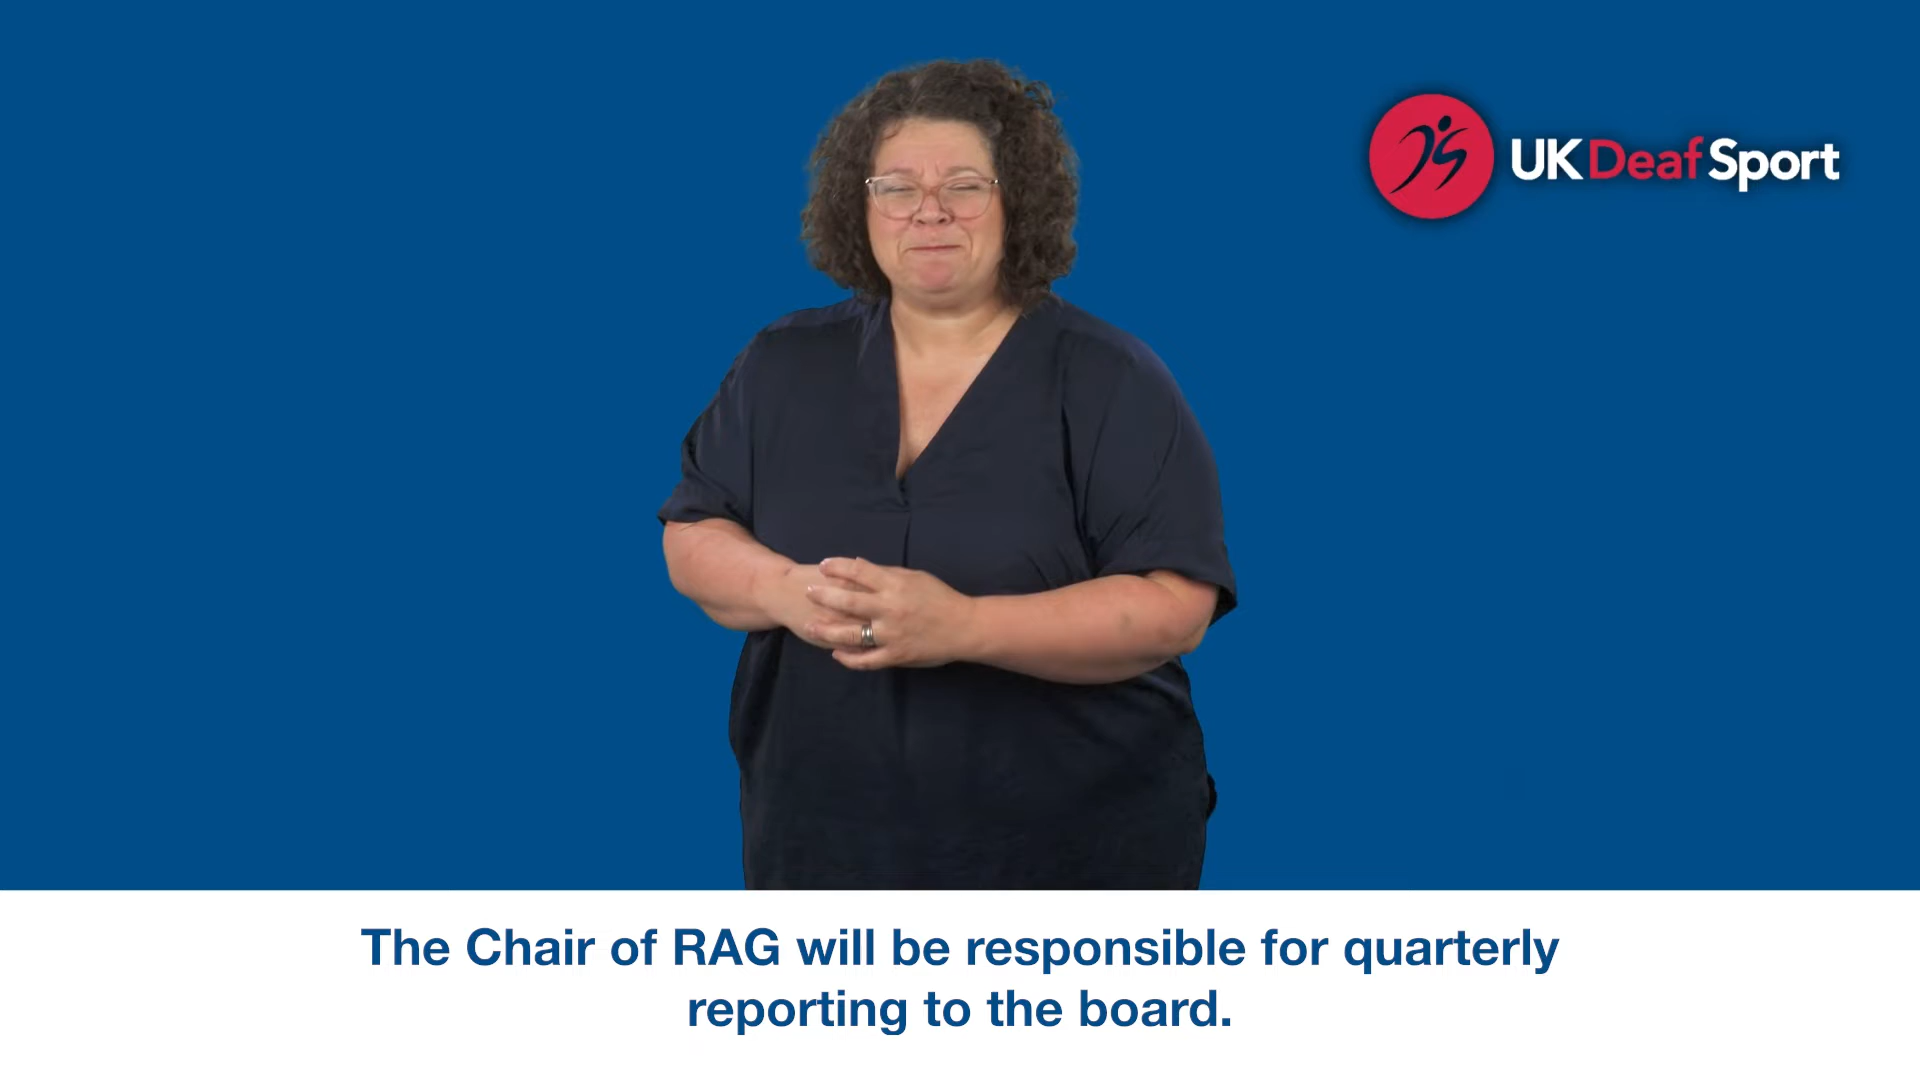 UK Deaf Sport
The Chair of RAG will be responsible for quarterly
reporting to the board.